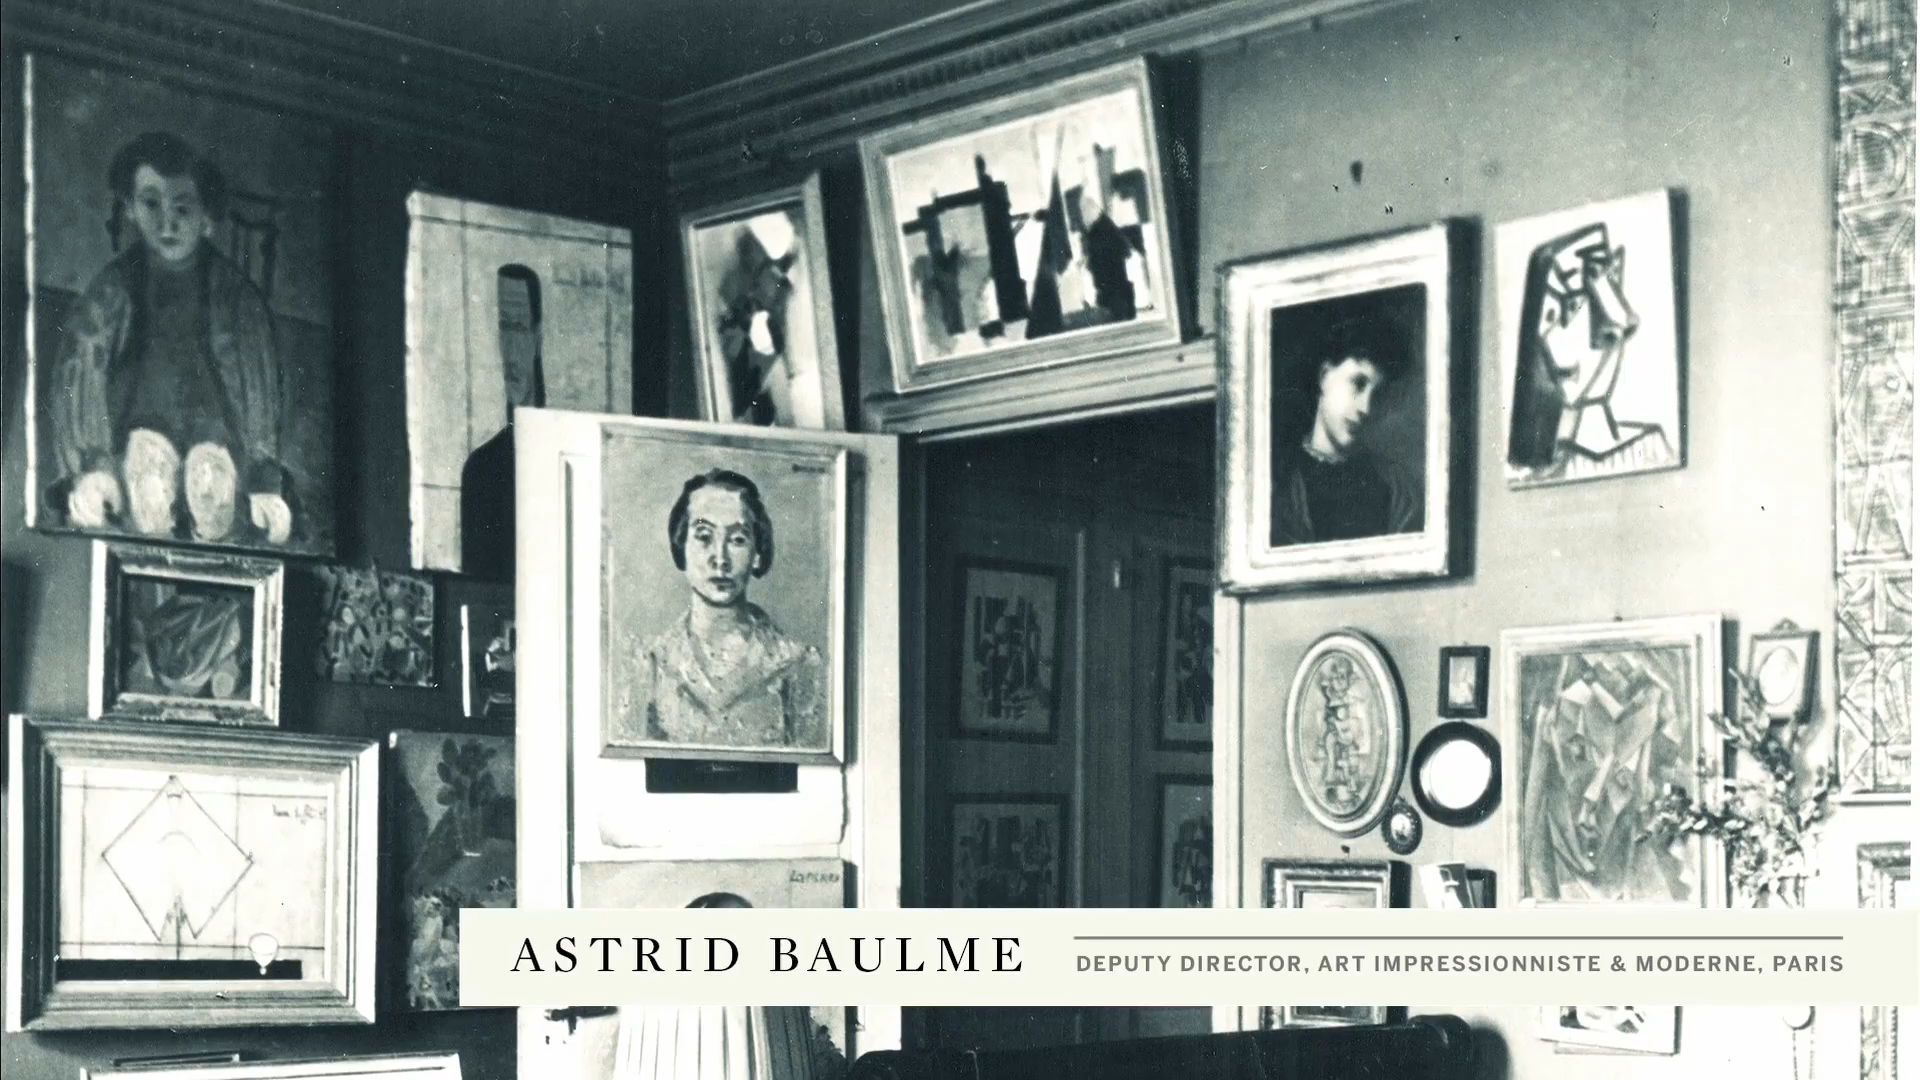 ASTRID BAULME
DEPUTY DIRECTOR, ART IMPRESSIONNISTE & MODERNE, PARIS